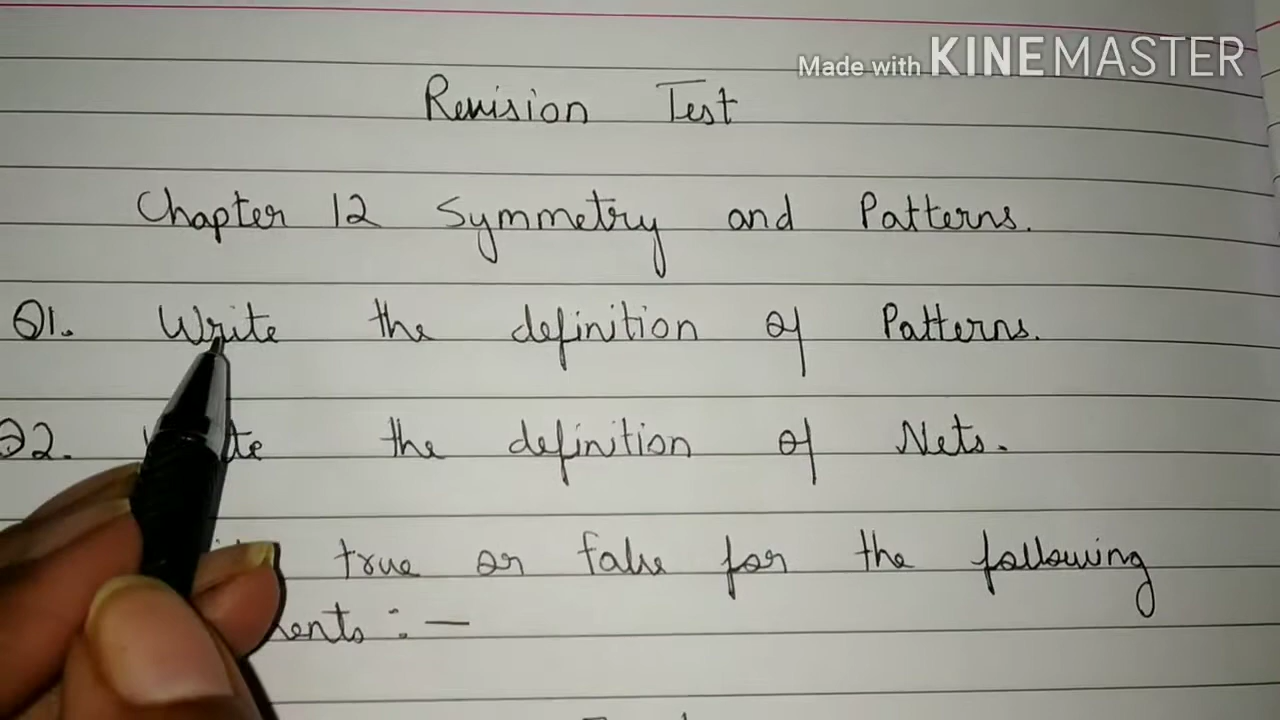 Made with KINEMASTER
Revision Test
Chapter 12 Symmetry and Patterns.
Q1. Write the definition of Patterns.
Q2. the definition of Nets.
true or false for the following
:-